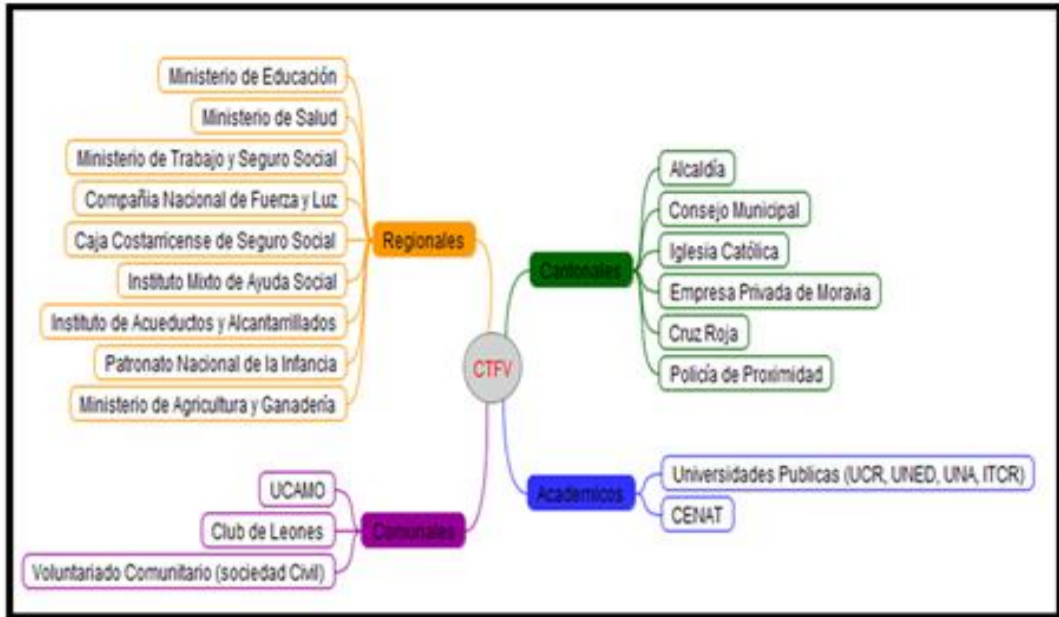 Ministerio de Educación
Ministerio de Salud
Ministerio de Trabajo y Seguro Social
Compañia Nacional de Fuerza y Luz
Caja Costarricense de Seguro Social
Instituto Mixto de Ayuda Social
Instituto de Acueductos y Alcantarrillados
Patronato Nacional de la Infancia
Ministerio de Agricultura y Ganadería
Regionales
CTFV
Cantonales
Alcaldía
Consejo Municipal
Iglesia Católica
Empresa Privada de Moravia
Cruz Roja
Policía de Proximidad
Comunales
UCAMO
Club de Leones
Voluntariado Comunitario (sociedad Civil)
Academicos
Universidades Publicas (UCR, UNED, UNA, ITCR)
CENAT